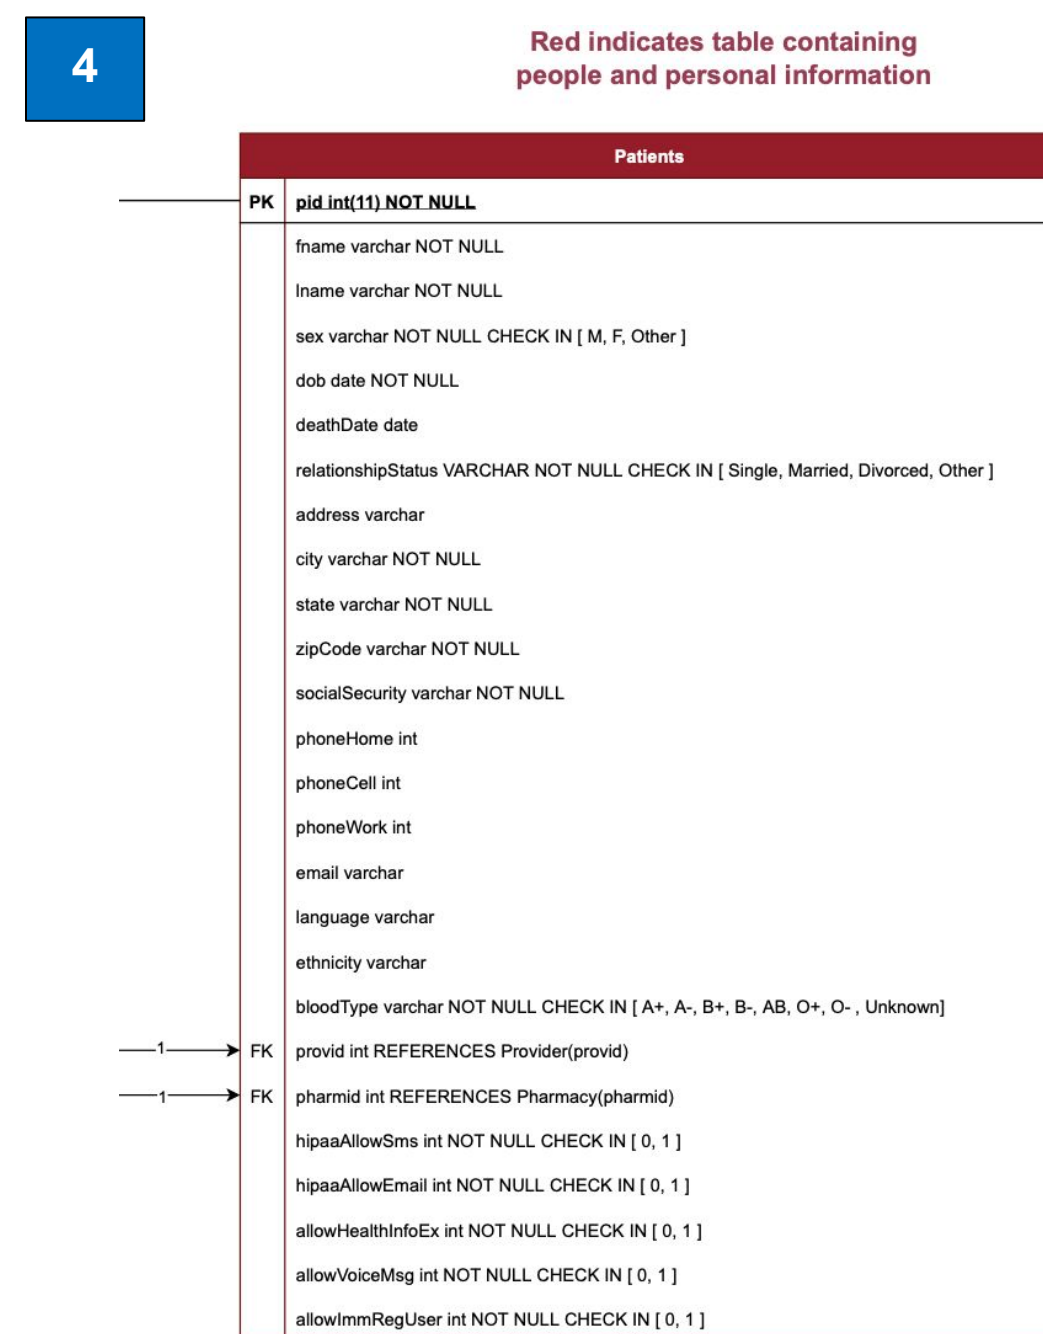 4
Red indicates table containing
people and personal information
Patients
PK pid int(11) NOT NULL
fname varchar NOT NULL
lname varchar NOT NULL
sex varchar NOT NULL CHECK IN [ M, F, Other ]
dob date NOT NULL
deathDate date
relationshipStatus VARCHAR NOT NULL CHECK IN [ Single, Married, Divorced, Other ]
address varchar
city varchar NOT NULL
state varchar NOT NULL
zipCode varchar NOT NULL
socialSecurity varchar NOT NULL
phoneHome int
phoneCell int
phoneWork int
email varchar
language varchar
ethnicity varchar
bloodType varchar NOT NULL CHECK IN [ A+, A-, B+, B-, AB, O+, O- , Unknown]
1 FK provid int REFERENCES Provider(provid)
1 FK pharmid int REFERENCES Pharmacy(pharmid)
hipaaAllowSms int NOT NULL CHECK IN [ 0, 1 ]
hipaaAllowEmail int NOT NULL CHECK IN [ 0, 1 ]
allowHealthInfoEx int NOT NULL CHECK IN [ 0, 1 ]
allowVoiceMsg int NOT NULL CHECK IN [ 0, 1 ]
allowImmRegUser int NOT NULL CHECK IN [ 0, 1 ]